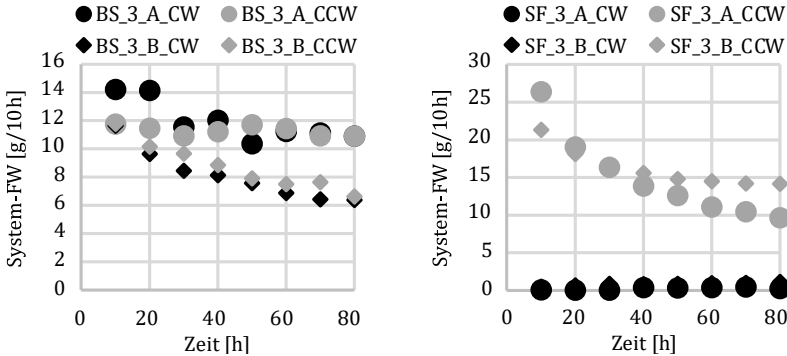 BS_3_A_CW BS_3_A_CCW
BS_3_B_CW BS_3_B_CCW
System-FW [g/10h]
16
14
12
10
8
6
4
2
0
0 20 40 60 80
Zeit [h]
SF_3_A_CW SF_3_A_CCW
SF_3_B_CW SF_3_B_CCW
System-FW [g/10h]
30
25
20
15
10
5
0
0 20 40 60 80
Zeit [h]